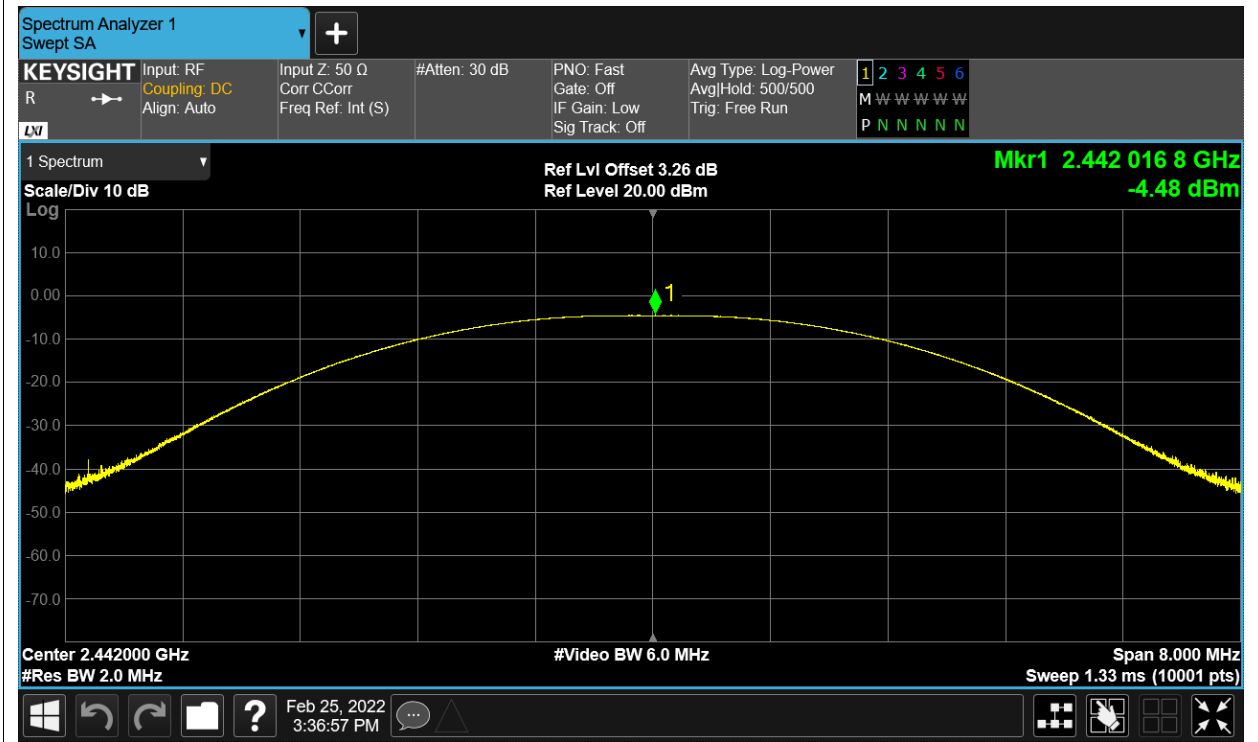 Spectrum Analyzer 1
Swept SA
KEYSIGHT
R
LXI
Input: RF
Coupling: DC
Align: Auto
Input Z: 50 Ω
Corr CCorr
Freq Ref: Int (S)
#Atten: 30 dB
PNO: Fast
Gate: Off
IF Gain: Low
Sig Track: Off
Avg Type: Log-Power
Avg|Hold: 500/500
Trig: Free Run
1 2 3 4 5 6
M W W W W W
P N N N N N
1 Spectrum
Scale/Div 10 dB
Log
Ref Lvl Offset 3.26 dB
Ref Level 20.00 dBm
Mkr1 2.442 016 8 GHz
-4.48 dBm
10.0
0.00
-10.0
-20.0
-30.0
-40.0
-50.0
-60.0
-70.0
1
Center 2.442000 GHz
#Res BW 2.0 MHz
#Video BW 6.0 MHz
Span 8.000 MHz
Sweep 1.33 ms (10001 pts)
?
Feb 25, 2022
3:36:57 PM